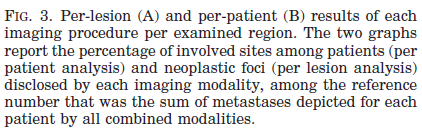 FIG. 3. Per-lesion (A) and per-patient (B) results of each
imaging procedure per examined region. The two graphs
report the percentage of involved sites among patients (per
patient analysis) and neoplastic foci (per lesion analysis)
disclosed by each imaging modality, among the reference
number that was the sum of metastases depicted for each
patient by all combined modalities.